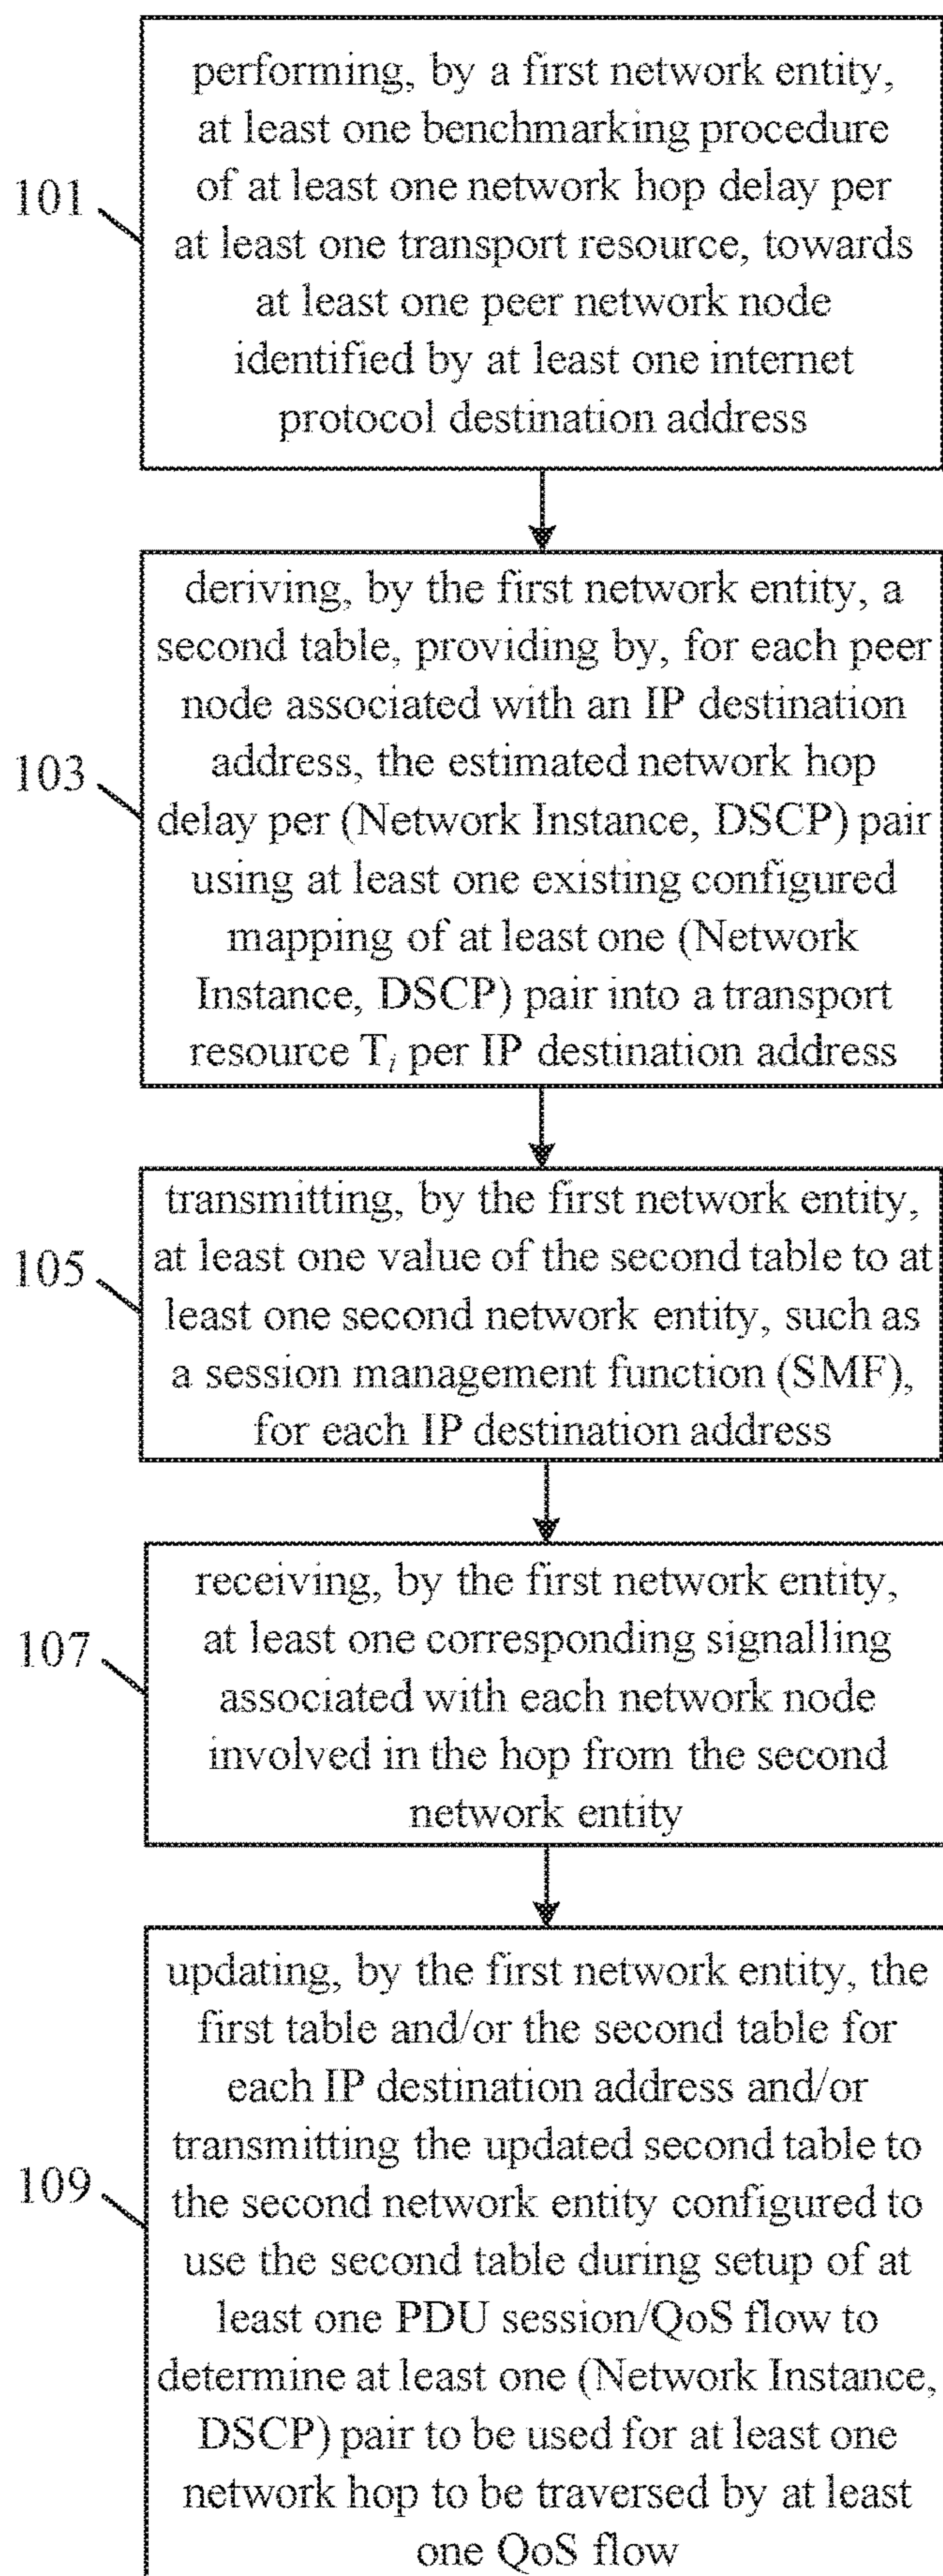 performing, by a first network entity,
at least one benchmarking procedure
of at least one network hop delay per
101
at least one transport resource, towards
at least one peer network node
identified by at least one internet
protocol destination address
deriving, by the first network entity, a
second table, providing by, for each peer
node associated with an IP destination
103
address, the estimated network hop
delay per (Network Instance, DSCP) pair
using at least one existing configured
mapping of at least one (Network
Instance, DSCP) pair into a transport
resource Ti per IP destination address
transmitting, by the first network entity,
105
at least one value of the second table to at
least one second network entity, such as
a session management function (SMF),
for each IP destination address
receiving, by the first network entity,
107
at least one corresponding signalling
associated with each network node
involved in the hop from the second
network entity
updating, by the first network entity, the
first table and/or the second table for
each IP destination address and/or
transmitting the updated second table to
109
the second network entity configured to
use the second table during setup of at
least one PDU session/QoS flow to
determine at least one (Network Instance,
DSCP) pair to be used for at least one
network hop to be traversed by at least
one QoS flow